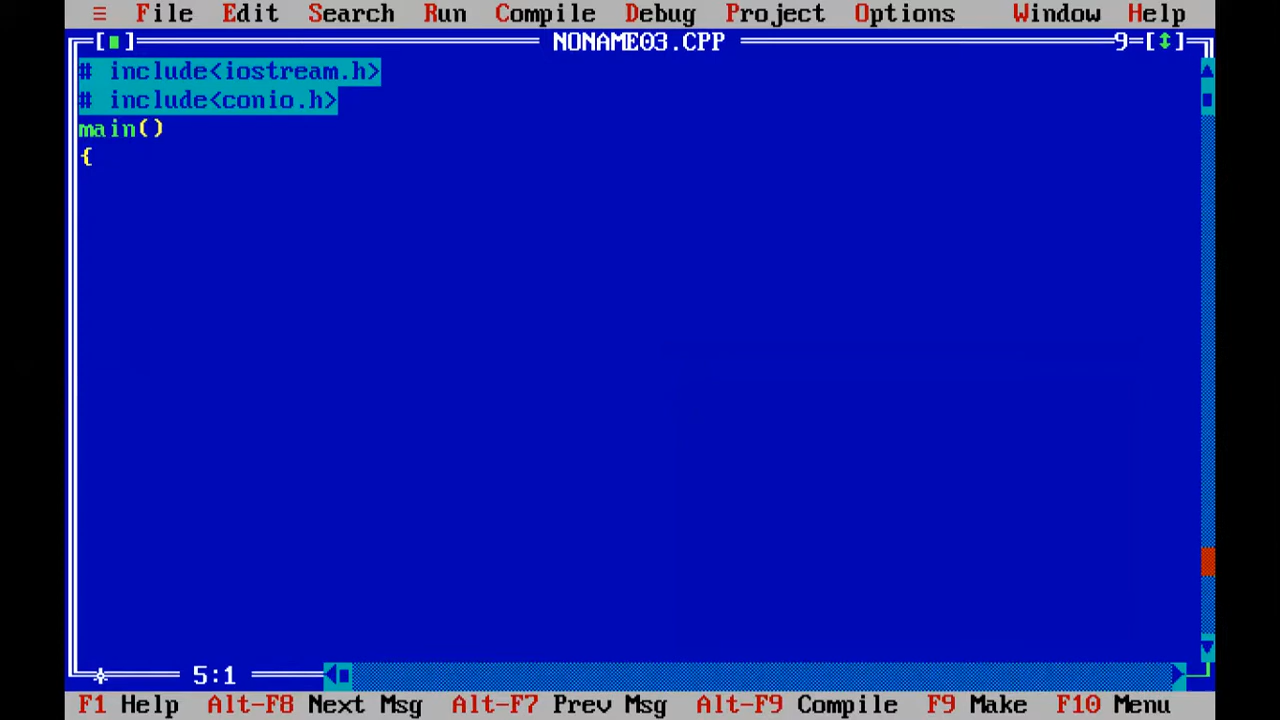 ≡ File Edit Search Run Compile Debug Project Options Window Help
[■] NONAME03.CPP 9=[↕]
# include<iostream.h>
# include<conio.h>
main()
{
5:1
F1 Help Alt-F8 Next Msg Alt-F7 Prev Msg Alt-F9 Compile F9 Make F10 Menu